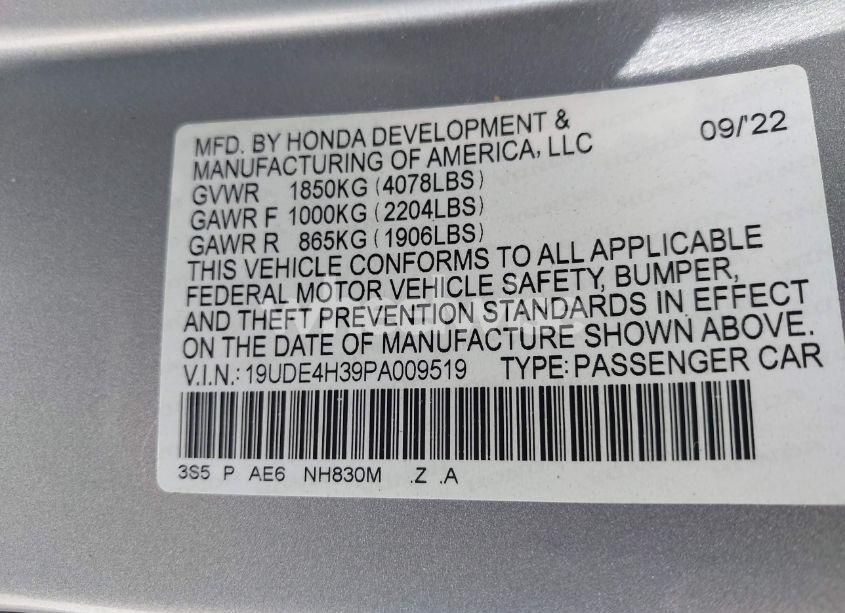 MFD. BY HONDA DEVELOPMENT & 09/'22
MANUFACTURING OF AMERICA, LLC
GVWR 1850KG (4078LBS)
GAWR F 1000KG (2204LBS)
GAWR R 865KG (1906LBS)
THIS VEHICLE CONFORMS TO ALL APPLICABLE
FEDERAL MOTOR VEHICLE SAFETY, BUMPER,
AND THEFT PREVENTION STANDARDS IN EFFECT
ON THE DATE OF MANUFACTURE SHOWN ABOVE.
V.I.N.: 19UDE4H39PA009519 TYPE: PASSENGER CAR
3S5 P AE6 NH830M .Z .A